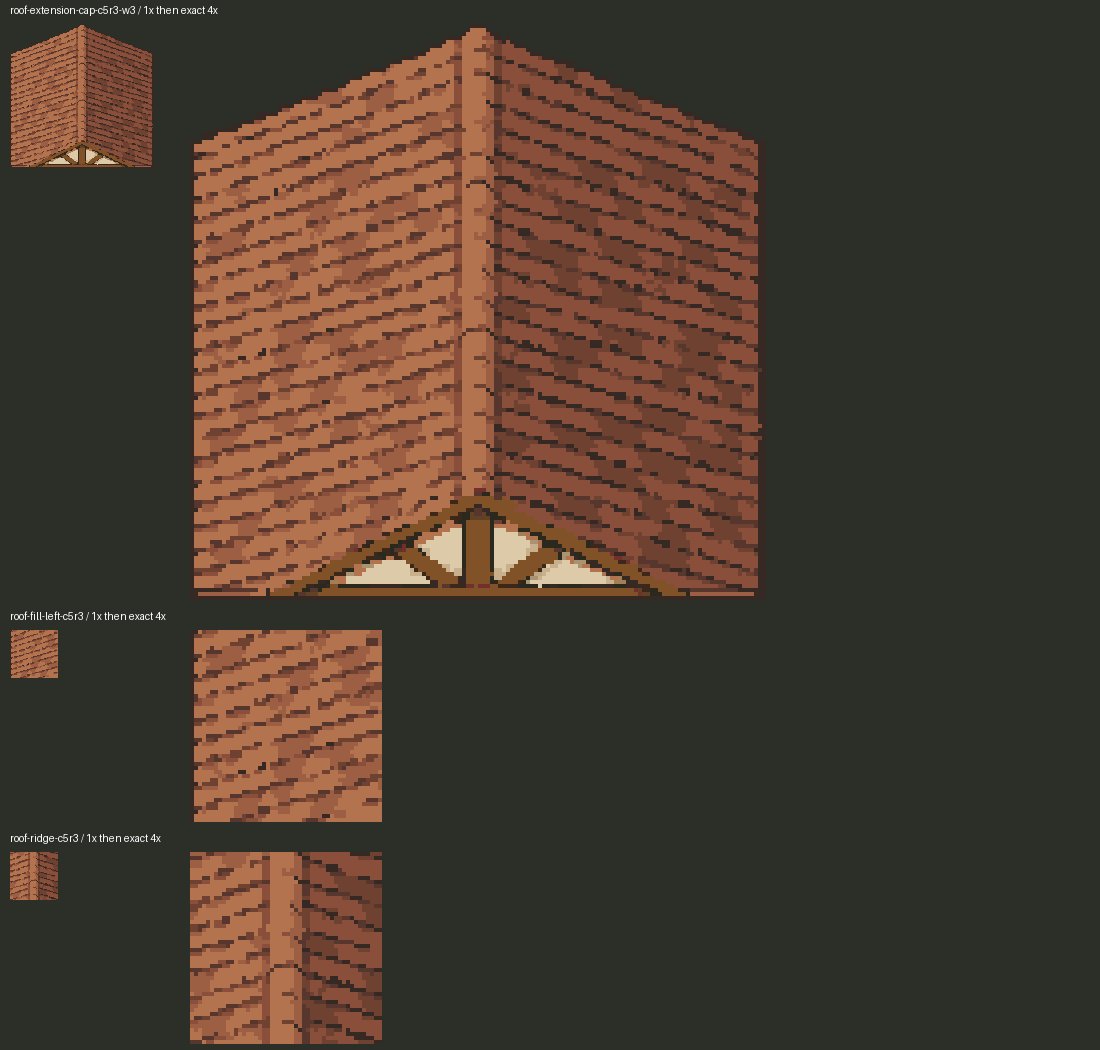 roof-extension-cap-c5r3-w3 / 1x then exact 4x
roof-fill-left-c5r3 / 1x then exact 4x
roof-ridge-c5r3 / 1x then exact 4x